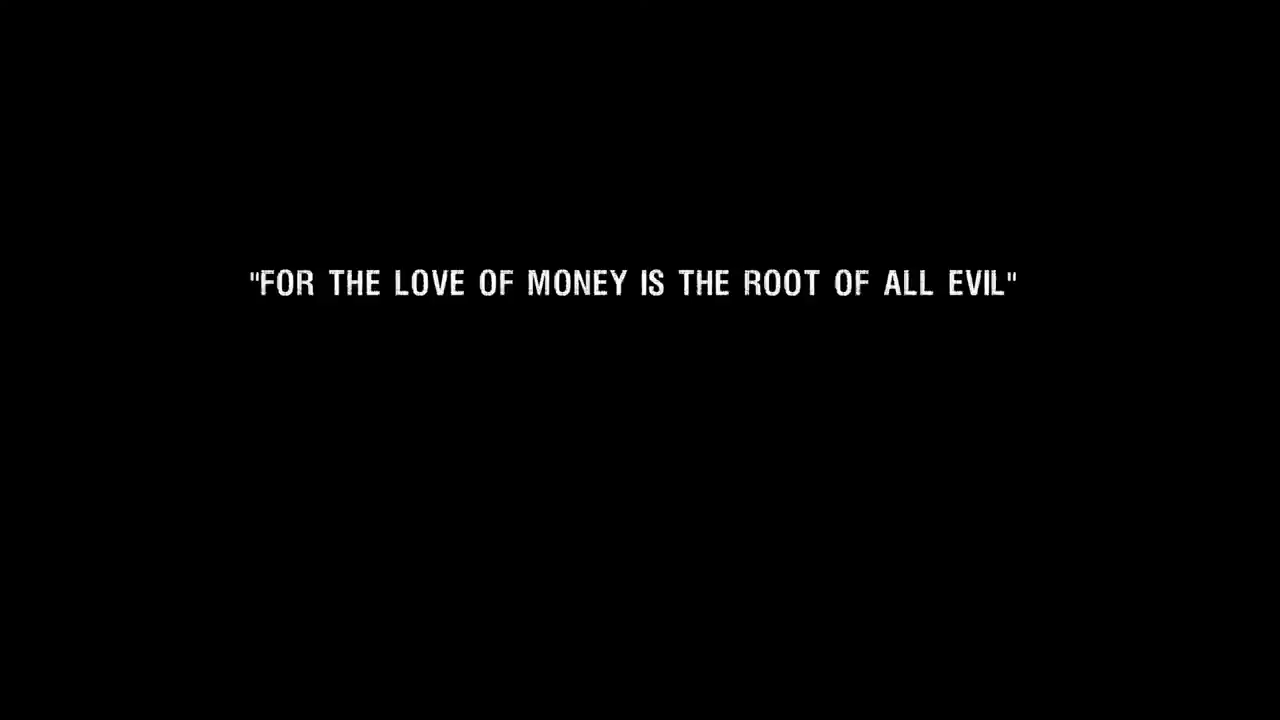 "FOR THE LOVE OF MONEY IS THE ROOT OF ALL EVIL"